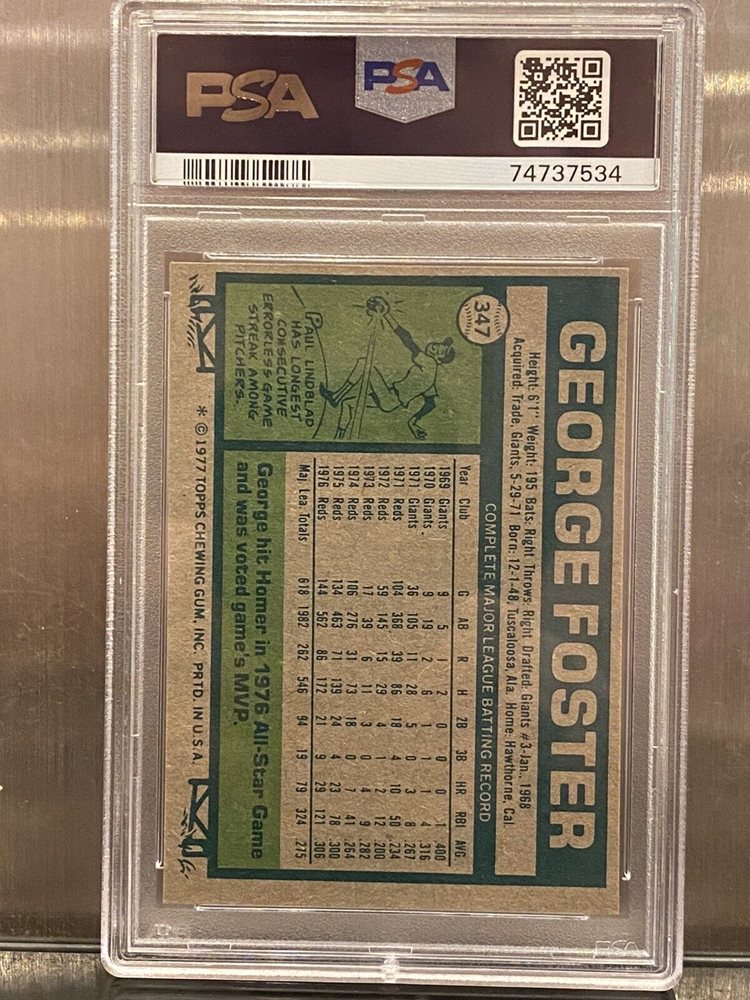 PSA
PSA
74737534
GEORGE FOSTER
Height: 6'1" Weight: 195 Bats: Right Throws: Right Drafted: Giants #3-Jan., 1968
Acquired: Trade, Giants, 5-29-71 Born: 12-1-48, Tuscaloosa, Ala. Home: Hawthorne, Cal.
347
COMPLETE MAJOR LEAGUE BATTING RECORD
Year Club G AB R H 2B 3B HR RBI AVG.
1969 Giants 9 5 1 2 0 0 0 1 .400
1970 Giants 9 19 2 6 1 1 1 4 .316
1971 Giants 36 105 11 28 5 0 3 8 .267
1971 Reds 104 368 39 86 18 4 10 50 .234
1972 Reds 59 145 15 29 4 1 2 12 .200
1973 Reds 17 39 6 11 3 0 4 9 .282
1974 Reds 106 276 31 73 18 0 7 41 .264
1975 Reds 134 463 71 139 24 4 23 78 .300
1976 Reds 144 562 86 172 21 9 29 121 .306
Maj. Lea. Totals 618 1982 262 546 94 19 79 324 .275
PAUL LINDBLAD
HAS LONGEST
CONSECUTIVE
ERRORLESS-GAME
STREAK AMONG
PITCHERS.
George hit Homer in 1976 All-Star Game
and was voted game's MVP.
* © 1977 TOPPS CHEWING GUM, INC. PRTD. IN U.S.A.
PSA